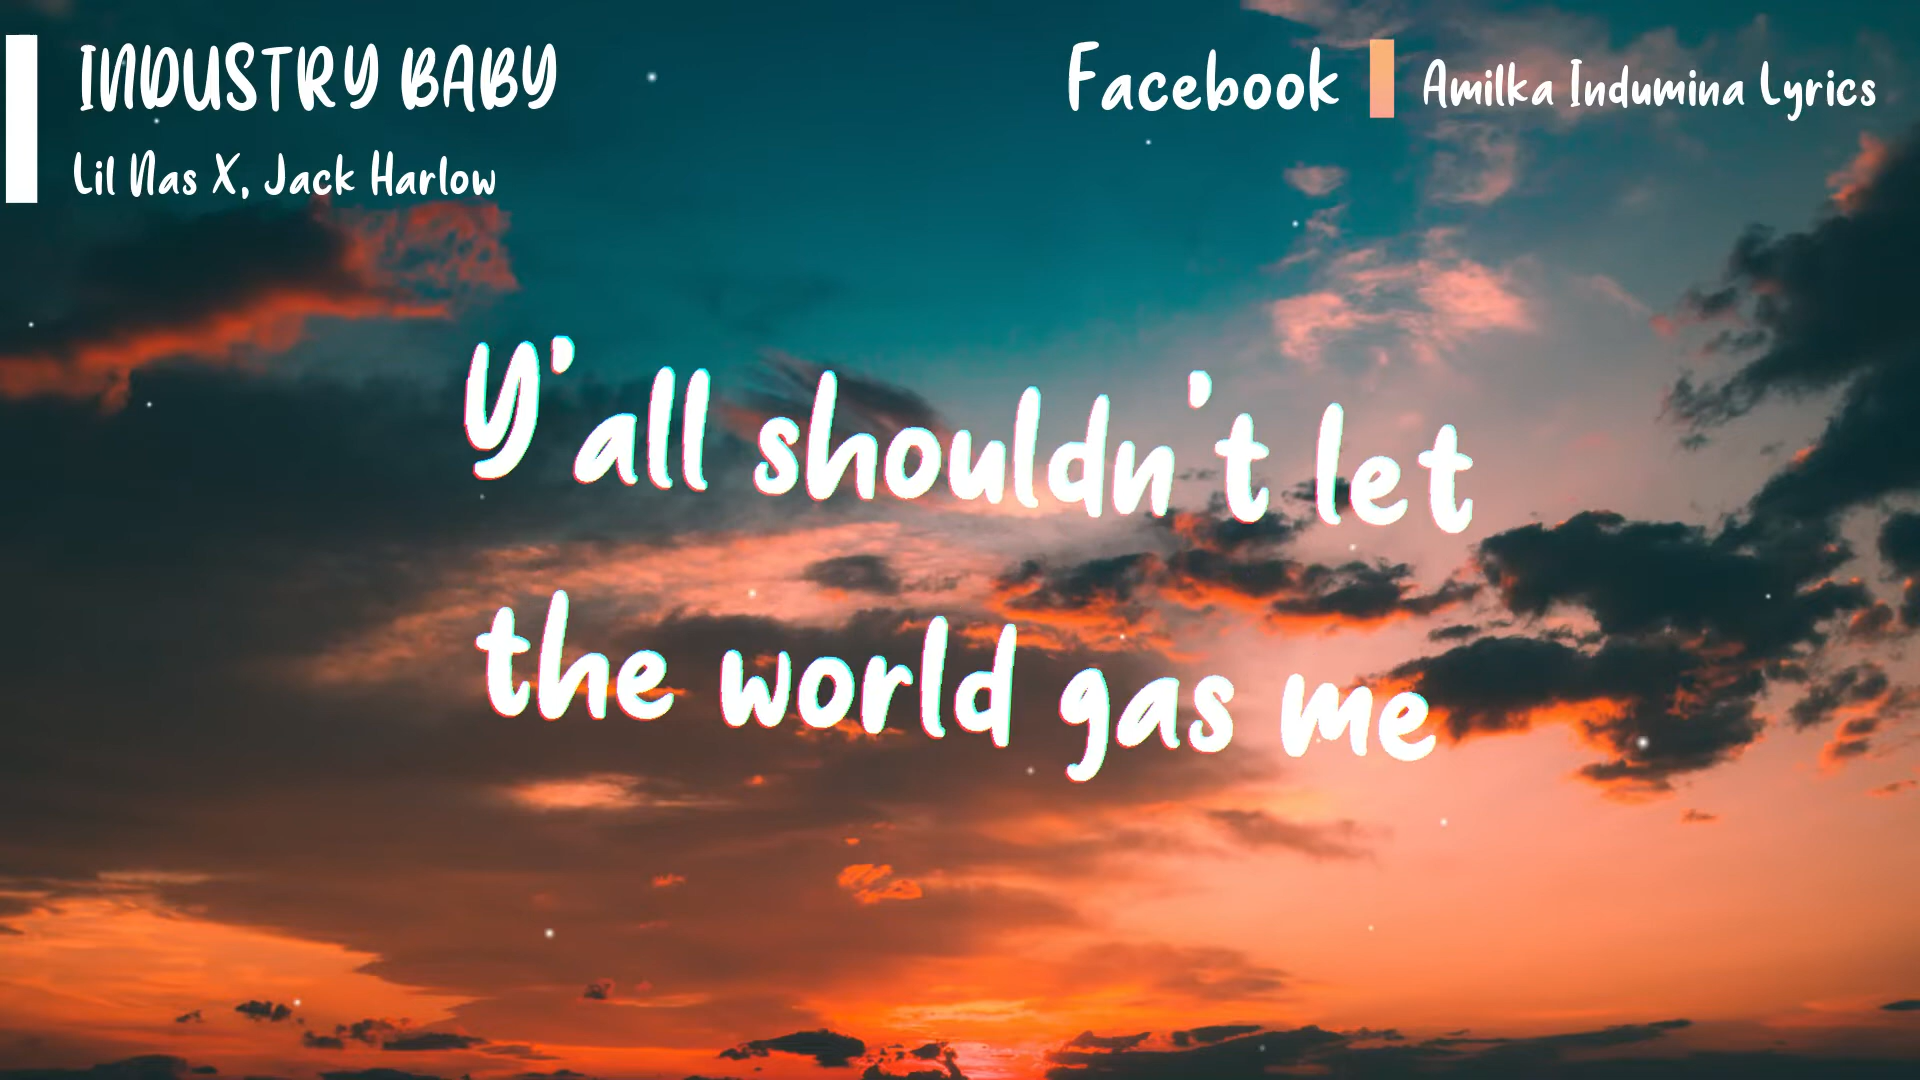 INDUSTRY BABY
Lil Nas X, Jack Harlow
Facebook
Amilka Indumina Lyrics
Y'all shouldn't let
the world gas me